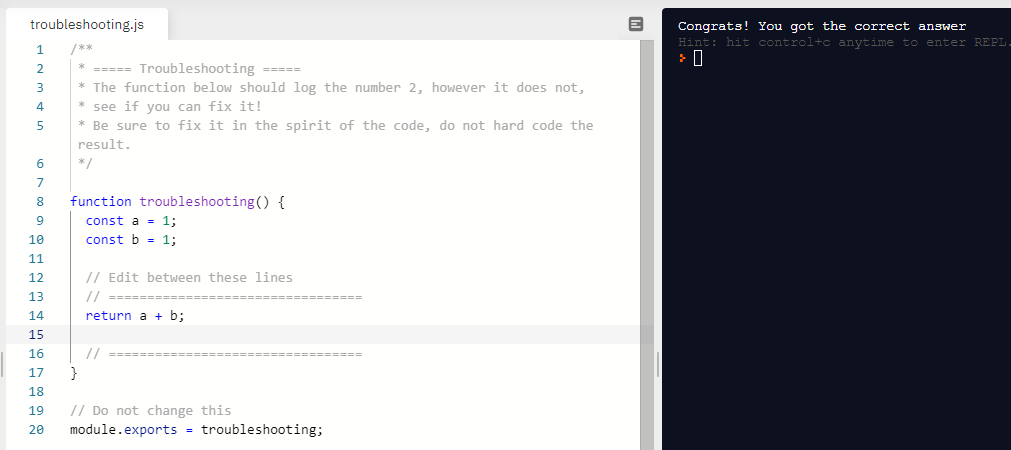 troubleshooting.js
1 /**
2 * ===== Troubleshooting =====
3 * The function below should log the number 2, however it does not,
4 * see if you can fix it!
5 * Be sure to fix it in the spirit of the code, do not hard code the
result.
6 */
7
8 function troubleshooting() {
9 const a = 1;
10 const b = 1;
11
12 // Edit between these lines
13 // =================================
14 return a + b;
15
16 // =================================
17 }
18
19 // Do not change this
20 module.exports = troubleshooting;
Congrats! You got the correct answer
Hint: hit control+c anytime to enter REPL.
>